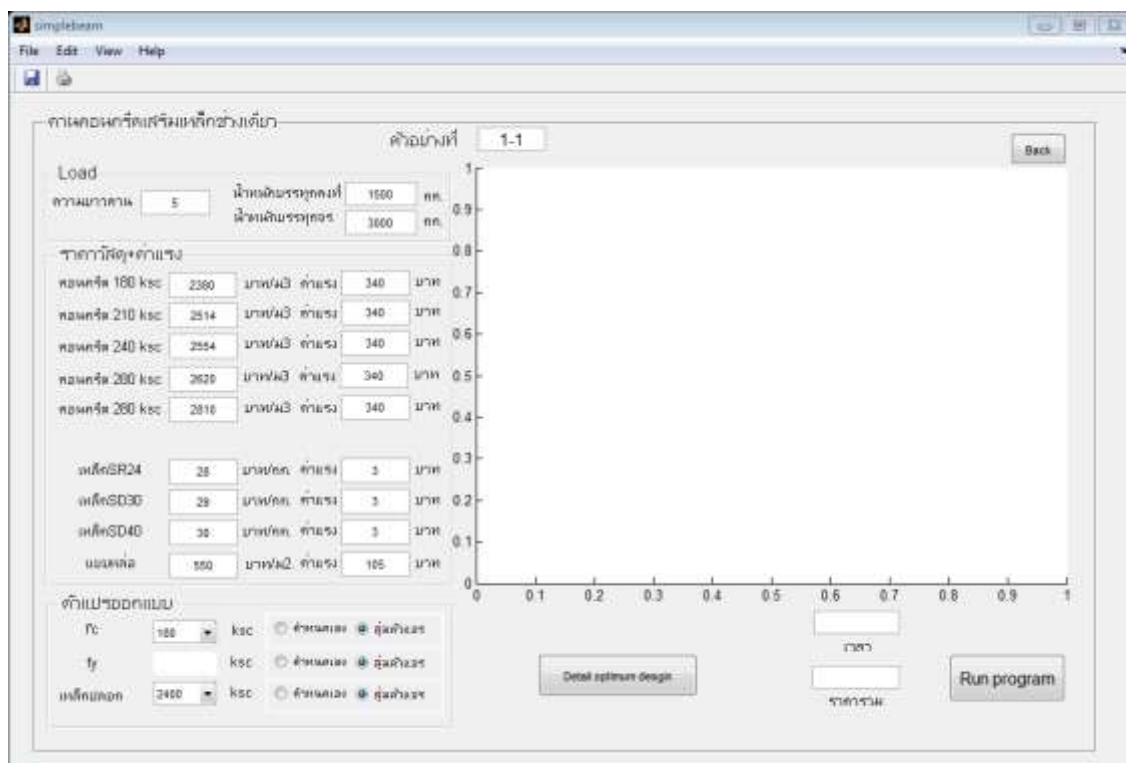 simplebeam
File Edit View Help
คานคอนกรีตเสริมเหล็กช่วงเดียว
ตัวอย่างที่ 1-1
Back
Load
ความยาวคาน 5
น้ำหนักบรรทุกคงที่ 1500 กก.
น้ำหนักบรรทุกจร 3000 กก.
ราคาวัสดุ+ค่าแรง
คอนกรีต 180 ksc 2380 บาท/ม3 ค่าแรง 340 บาท
คอนกรีต 210 ksc 2514 บาท/ม3 ค่าแรง 340 บาท
คอนกรีต 240 ksc 2554 บาท/ม3 ค่าแรง 340 บาท
คอนกรีต 280 ksc 2620 บาท/ม3 ค่าแรง 340 บาท
คอนกรีต 280 ksc 2818 บาท/ม3 ค่าแรง 340 บาท
เหล็กSR24 28 บาท/กก. ค่าแรง 3 บาท
เหล็กSD30 29 บาท/กก. ค่าแรง 3 บาท
เหล็กSD40 30 บาท/กก. ค่าแรง 3 บาท
แบบหล่อ 550 บาท/ม2. ค่าแรง 105 บาท
ตัวแปรออกแบบ
f'c 180 ksc กำหนดเอง สุ่มตัวแปร
fy ksc กำหนดเอง สุ่มตัวแปร
เหล็กปลอก 2400 ksc กำหนดเอง สุ่มตัวแปร
1
0.9
0.8
0.7
0.6
0.5
0.4
0.3
0.2
0.1
0
0 0.1 0.2 0.3 0.4 0.5 0.6 0.7 0.8 0.9 1
Detail optimum desgin
เวลา
ราคารวม
Run program